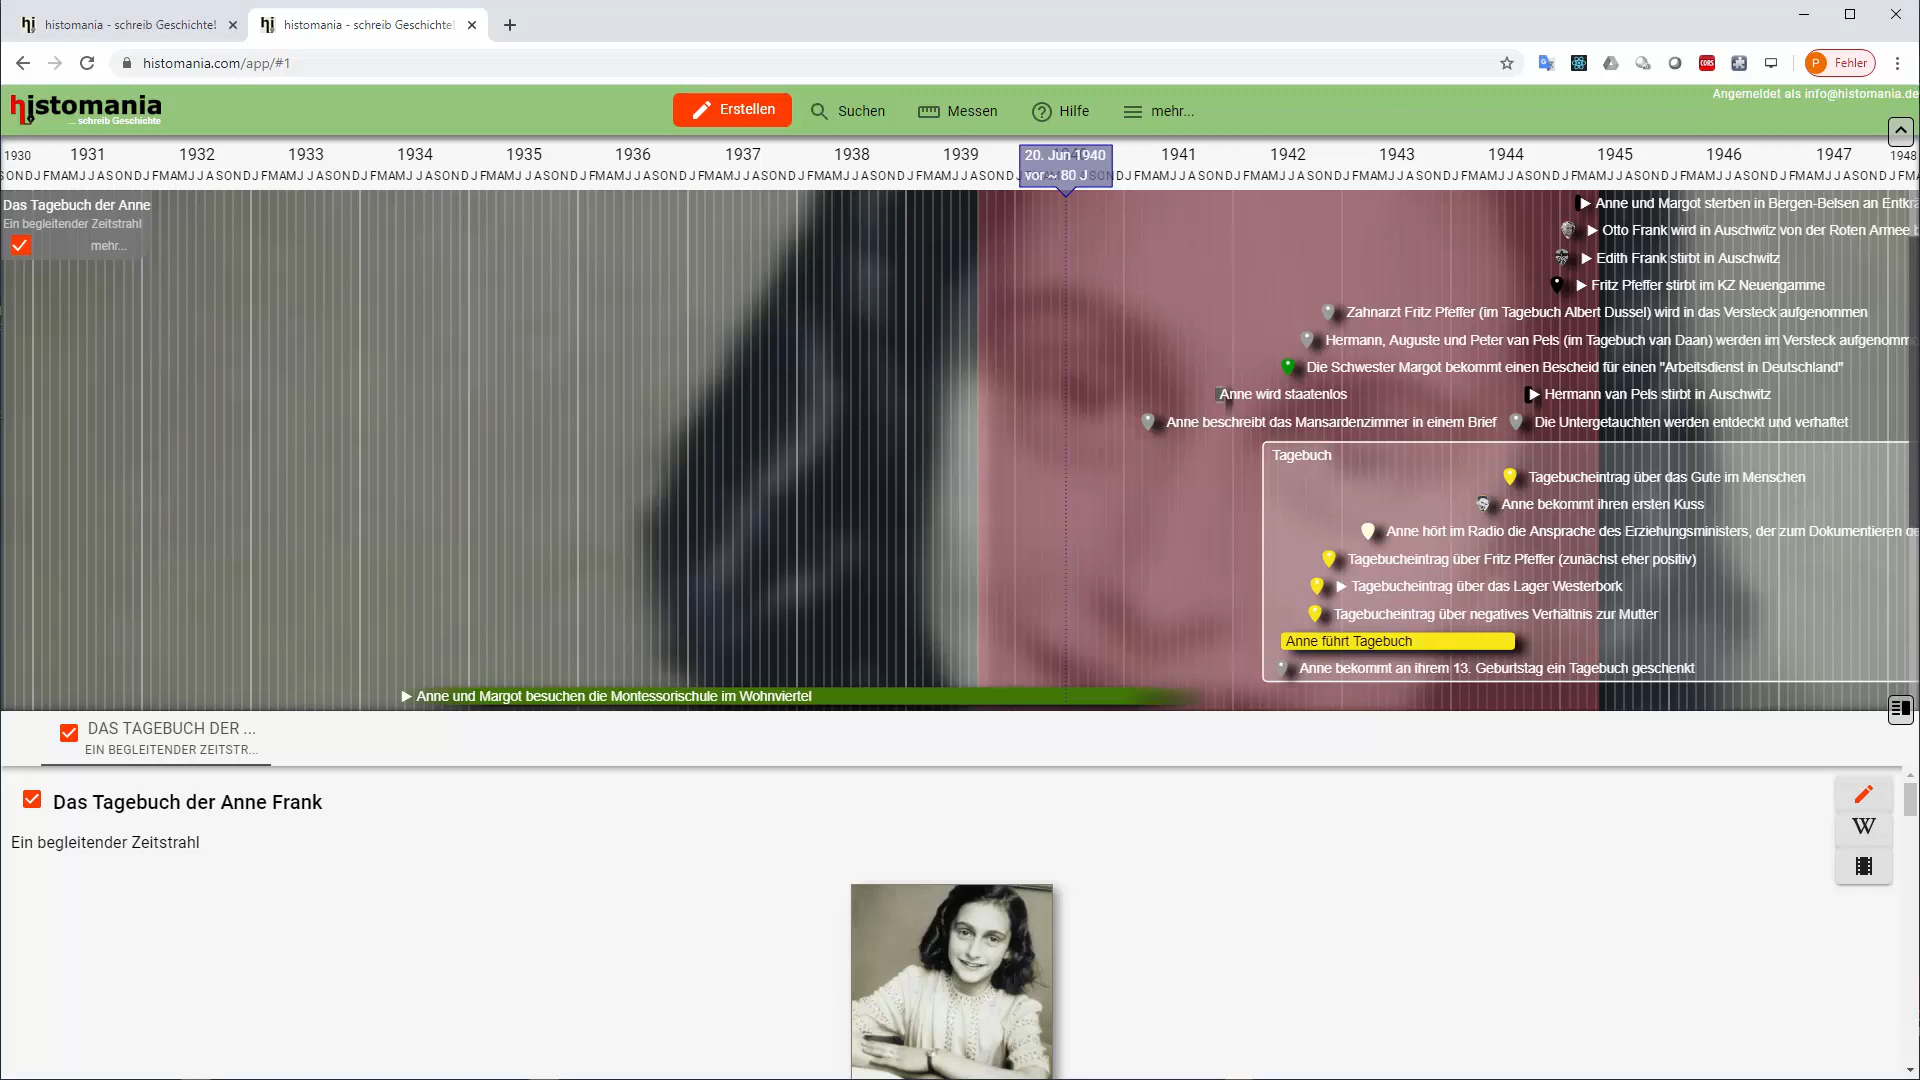 histomania - schreib Geschichte!
histomania - schreib Geschichte!
histomania.com/app/#1
CORS
P Fehler
histomania
... schreib Geschichte
Erstellen
Suchen
Messen
Hilfe
mehr...
Angemeldet als info@histomania.de
1930 1931 1932 1933 1934 1935 1936 1937 1938 1939 1941 1942 1943 1944 1945 1946 1947 1948
20. Jun 1940
vor ~ 80 J
Das Tagebuch der Anne
Ein begleitender Zeitstrahl
mehr...
Anne und Margot sterben in Bergen-Belsen an Entkrä
Otto Frank wird in Auschwitz von der Roten Armee b
Edith Frank stirbt in Auschwitz
Fritz Pfeffer stirbt im KZ Neuengamme
Zahnarzt Fritz Pfeffer (im Tagebuch Albert Dussel) wird in das Versteck aufgenommen
Hermann, Auguste und Peter van Pels (im Tagebuch van Daan) werden im Versteck aufgenomm
Die Schwester Margot bekommt einen Bescheid für einen "Arbeitsdienst in Deutschland"
Anne wird staatenlos
Hermann van Pels stirbt in Auschwitz
Anne beschreibt das Mansardenzimmer in einem Brief
Die Untergetauchten werden entdeckt und verhaftet
Tagebuch
Tagebucheintrag über das Gute im Menschen
Anne bekommt ihren ersten Kuss
Anne hört im Radio die Ansprache des Erziehungsministers, der zum Dokumentieren de
Tagebucheintrag über Fritz Pfeffer (zunächst eher positiv)
Tagebucheintrag über das Lager Westerbork
Tagebucheintrag über negatives Verhältnis zur Mutter
Anne führt Tagebuch
Anne bekommt an ihrem 13. Geburtstag ein Tagebuch geschenkt
Anne und Margot besuchen die Montessorischule im Wohnviertel
DAS TAGEBUCH DER ...
EIN BEGLEITENDER ZEITSTR...
Das Tagebuch der Anne Frank
Ein begleitender Zeitstrahl
W